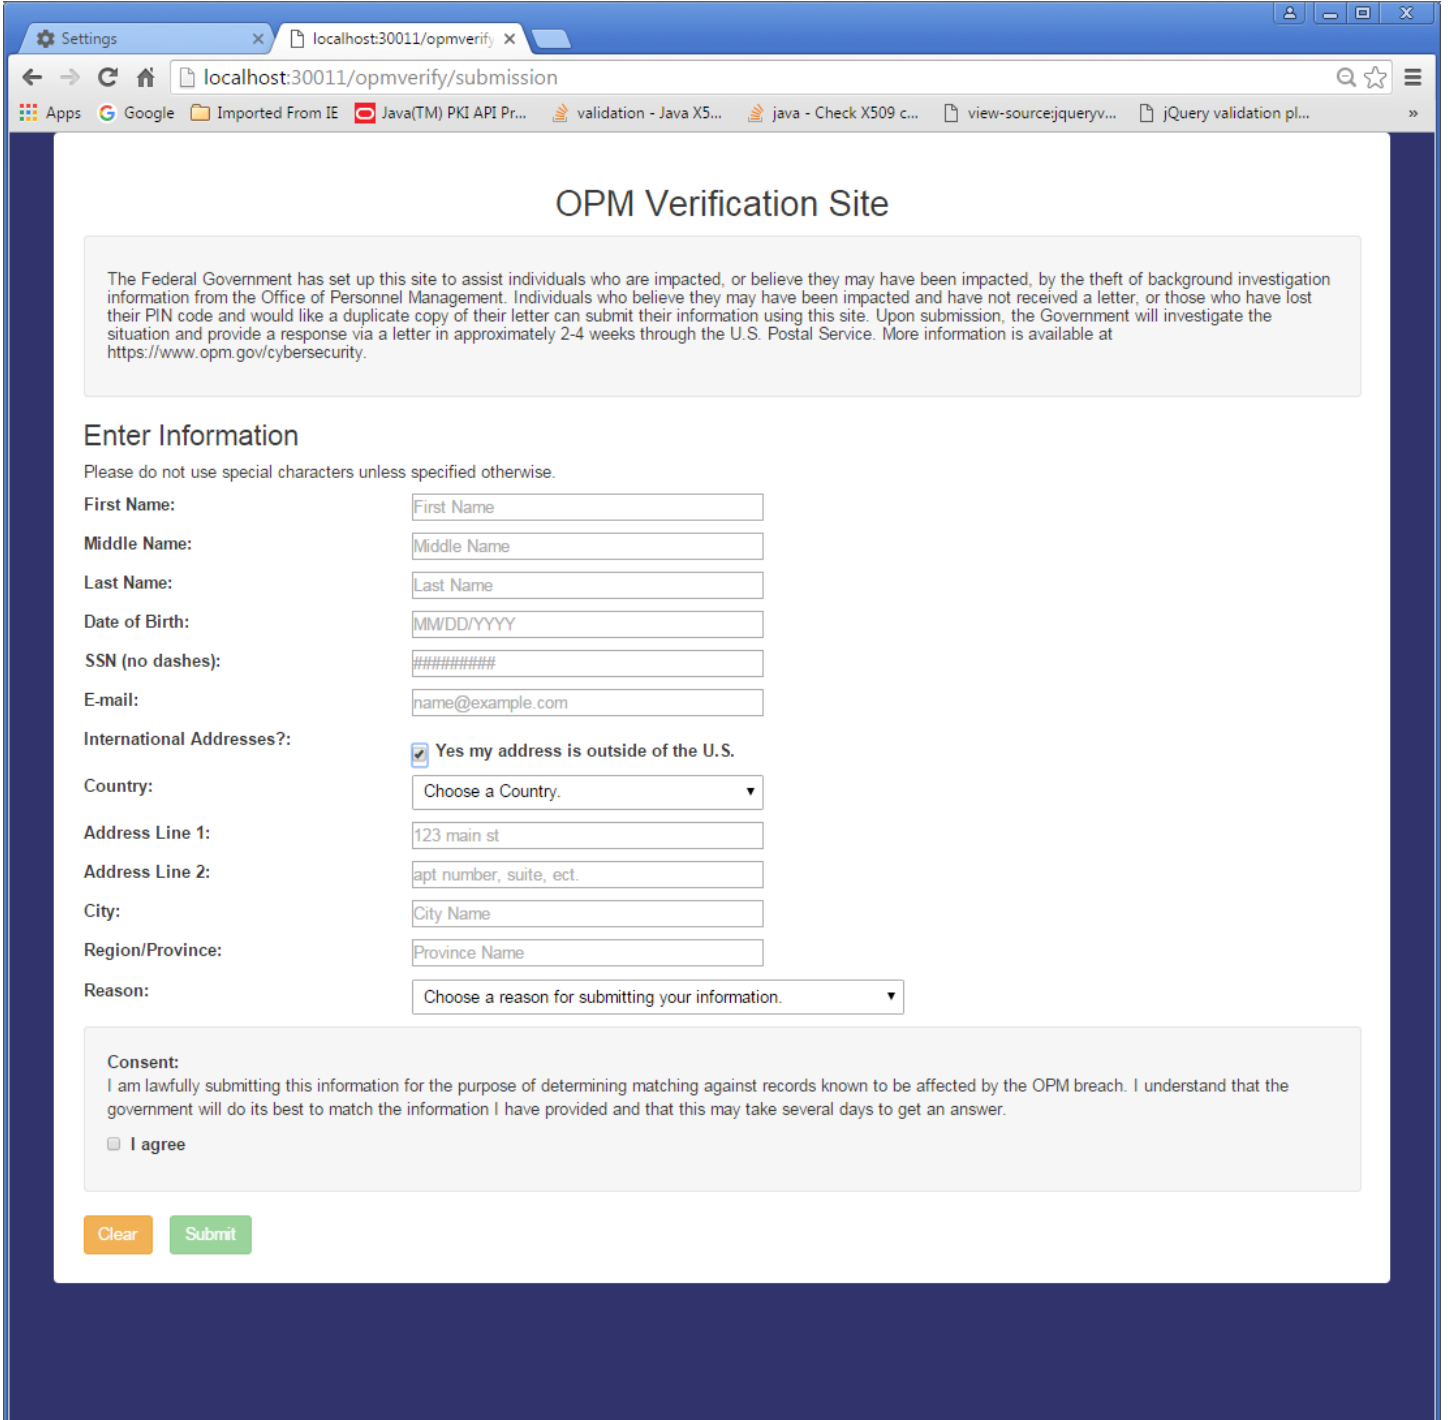 Settings
localhost:30011/opmverify
localhost:30011/opmverify/submission
Apps Google Imported From IE Java(TM) PKI API Pr... validation - Java X5... java - Check X509 c... view-source:jqueryv... jQuery validation pl... »
OPM Verification Site
The Federal Government has set up this site to assist individuals who are impacted, or believe they may have been impacted, by the theft of background investigation
information from the Office of Personnel Management. Individuals who believe they may have been impacted and have not received a letter, or those who have lost
their PIN code and would like a duplicate copy of their letter can submit their information using this site. Upon submission, the Government will investigate the
situation and provide a response via a letter in approximately 2-4 weeks through the U.S. Postal Service. More information is available at
https://www.opm.gov/cybersecurity.
Enter Information
Please do not use special characters unless specified otherwise.
First Name: First Name
Middle Name: Middle Name
Last Name: Last Name
Date of Birth: MM/DD/YYYY
SSN (no dashes): #########
E-mail: name@example.com
International Addresses?: Yes my address is outside of the U.S.
Country: Choose a Country.
Address Line 1: 123 main st
Address Line 2: apt number, suite, ect.
City: City Name
Region/Province: Province Name
Reason: Choose a reason for submitting your information.
Consent:
I am lawfully submitting this information for the purpose of determining matching against records known to be affected by the OPM breach. I understand that the
government will do its best to match the information I have provided and that this may take several days to get an answer.
I agree
Clear Submit